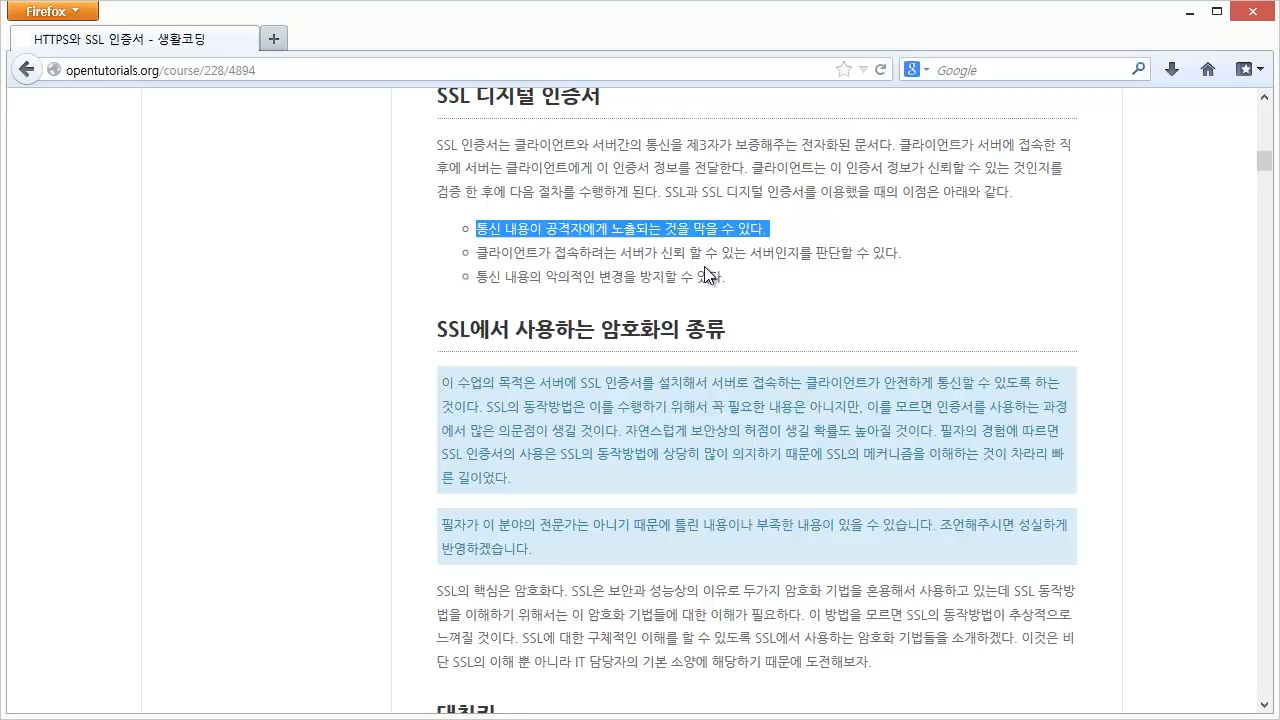 Firefox
HTTPS와 SSL 인증서 - 생활코딩
opentutorials.org/course/228/4894
Google
SSL 디지털 인증서
SSL 인증서는 클라이언트와 서버간의 통신을 제3자가 보증해주는 전자화된 문서다. 클라이언트가 서버에 접속한 직
후에 서버는 클라이언트에게 이 인증서 정보를 전달한다. 클라이언트는 이 인증서 정보가 신뢰할 수 있는 것인지를
검증 한 후에 다음 절차를 수행하게 된다. SSL과 SSL 디지털 인증서를 이용했을 때의 이점은 아래와 같다.
통신 내용이 공격자에게 노출되는 것을 막을 수 있다.
클라이언트가 접속하려는 서버가 신뢰 할 수 있는 서버인지를 판단할 수 있다.
통신 내용의 악의적인 변경을 방지할 수 있다.
SSL에서 사용하는 암호화의 종류
이 수업의 목적은 서버에 SSL 인증서를 설치해서 서버로 접속하는 클라이언트가 안전하게 통신할 수 있도록 하는
것이다. SSL의 동작방법은 이를 수행하기 위해서 꼭 필요한 내용은 아니지만, 이를 모르면 인증서를 사용하는 과정
에서 많은 의문점이 생길 것이다. 자연스럽게 보안상의 허점이 생길 확률도 높아질 것이다. 필자의 경험에 따르면
SSL 인증서의 사용은 SSL의 동작방법에 상당히 많이 의지하기 때문에 SSL의 메커니즘을 이해하는 것이 차라리 빠
른 길이었다.
필자가 이 분야의 전문가는 아니기 때문에 틀린 내용이나 부족한 내용이 있을 수 있습니다. 조언해주시면 성실하게
반영하겠습니다.
SSL의 핵심은 암호화다. SSL은 보안과 성능상의 이유로 두가지 암호화 기법을 혼용해서 사용하고 있는데 SSL 동작방
법을 이해하기 위해서는 이 암호화 기법들에 대한 이해가 필요하다. 이 방법을 모르면 SSL의 동작방법이 추상적으로
느껴질 것이다. SSL에 대한 구체적인 이해를 할 수 있도록 SSL에서 사용하는 암호화 기법들을 소개하겠다. 이것은 비
단 SSL의 이해 뿐 아니라 IT 담당자의 기본 소양에 해당하기 때문에 도전해보자.
대칭키